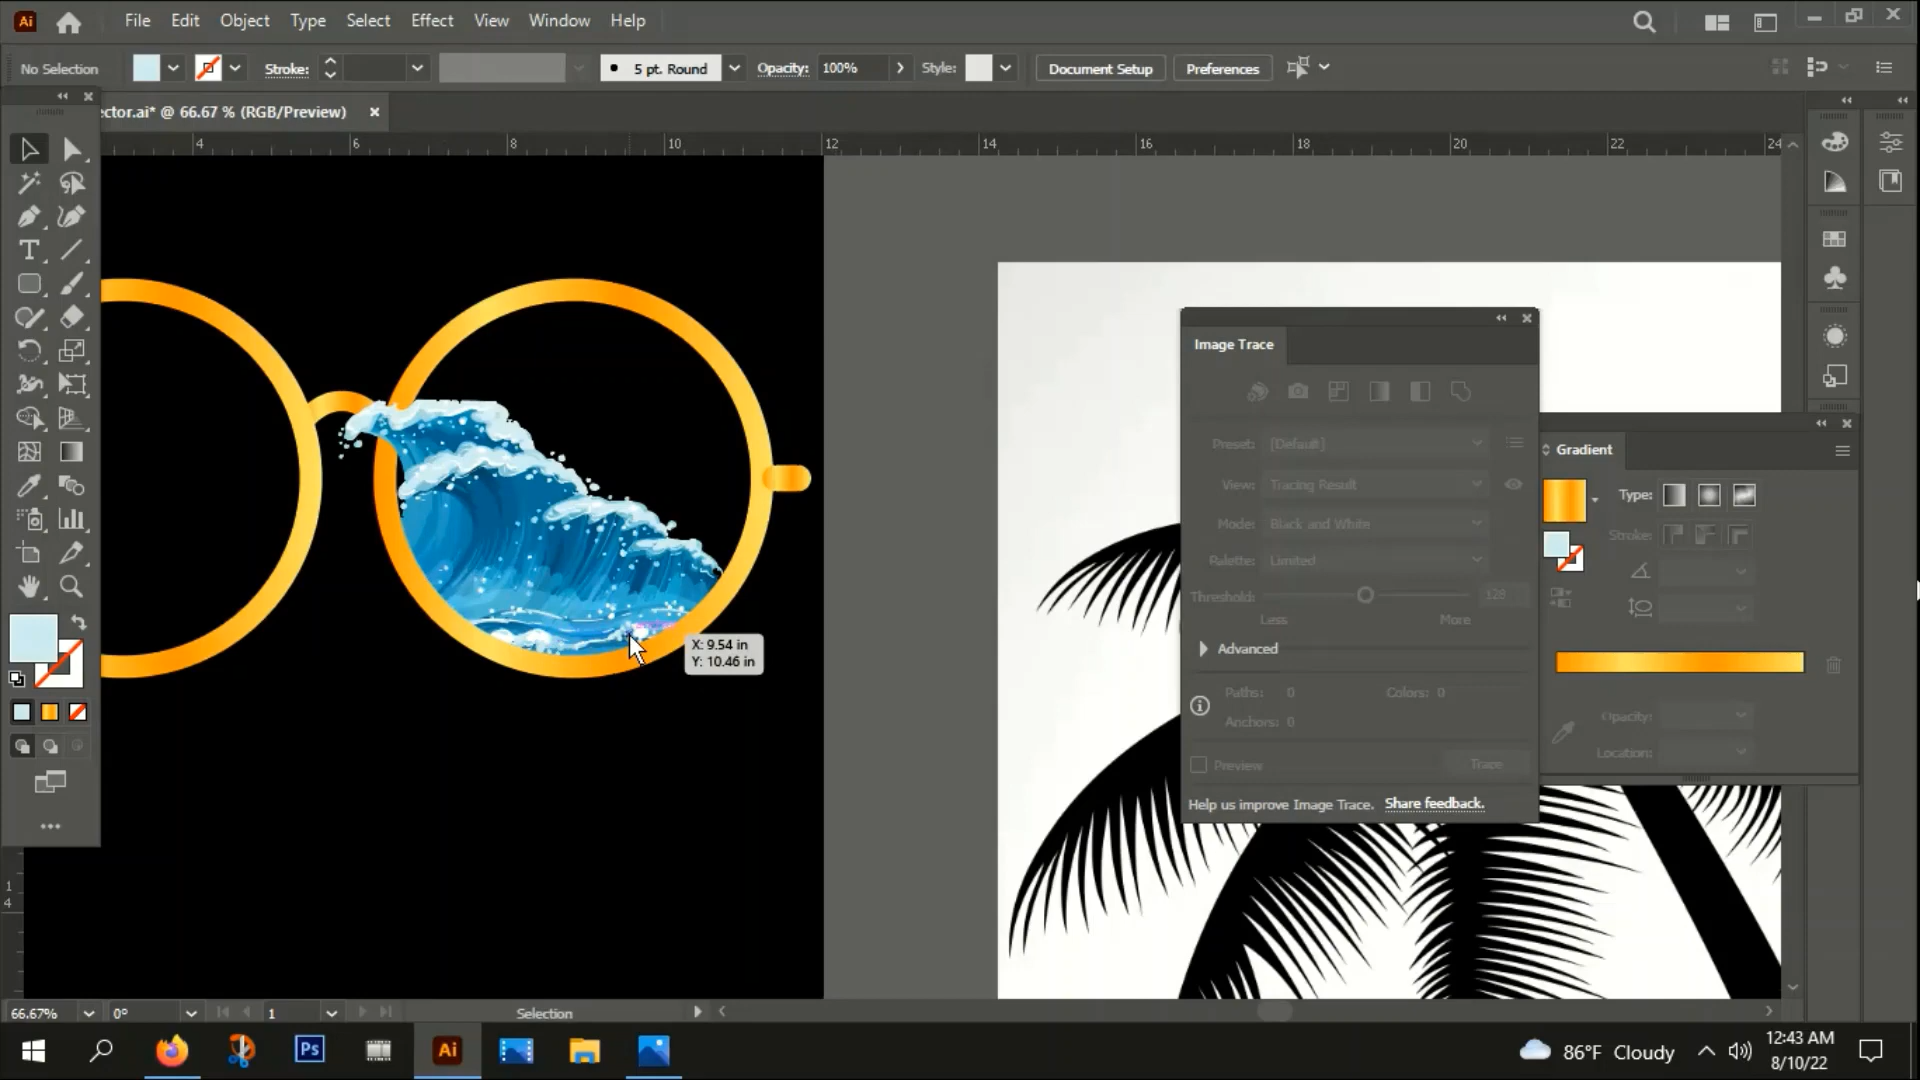 Ai File Edit Object Type Select Effect View Window Help
No Selection Stroke: 5 pt. Round Opacity: 100% Style: Document Setup Preferences
ector.ai* @ 66.67 % (RGB/Preview)
4 6 8 10 12 14 16 18 20 22 24
Image Trace
Preset: [Default]
View: Tracing Result
Mode: Black and White
Palette: Limited
Threshold: 128
Less More
Advanced
Paths: 0 Colors: 0
Anchors: 0
Preview Trace
Help us improve Image Trace. Share feedback.
Gradient
Type:
Stroke:
Opacity:
Location:
X: 9.54 in
Y: 10.46 in
T
1
4
66.67% 0° 1 Selection
Ps Ai 86°F Cloudy 12:43 AM
8/10/22